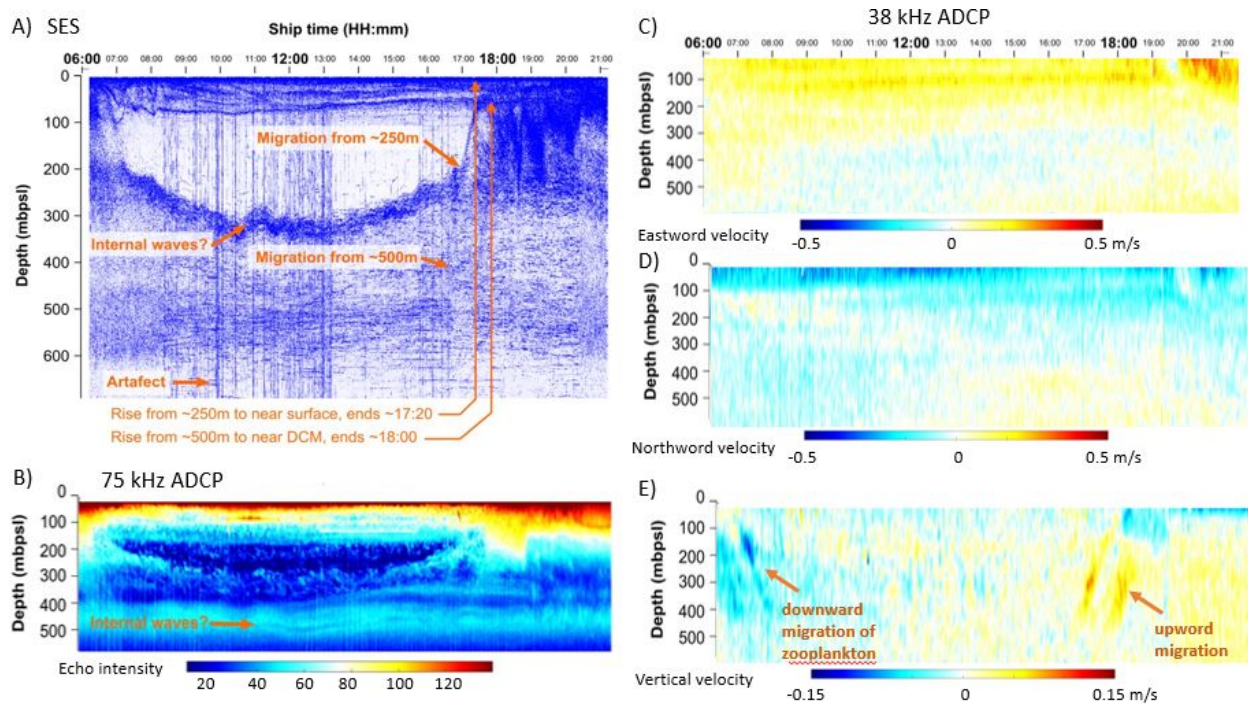 A) SES
Ship time (HH:mm)
06:00 07:00 08:00 09:00 10:00 11:00 12:00 13:00 14:00 15:00 16:00 17:00 18:00 19:00 20:00 21:00
Depth (mbpsl)
0
100
200
300
400
500
600
Migration from ~250m
Internal waves?
Migration from ~500m
Artafect
Rise from ~250m to near surface, ends ~17:20
Rise from ~500m to near DCM, ends ~18:00
B) 75 kHz ADCP
Depth (mbpsl)
0
100
200
300
400
500
Internal waves?
Echo intensity
20 40 60 80 100 120
38 kHz ADCP
C)
06:00 07:00 08:00 09:00 10:00 11:00 12:00 13:00 14:00 15:00 16:00 17:00 18:00 19:00 20:00 21:00
Depth (mbpsl)
100
200
300
400
500
Eastword velocity
-0.5 0 0.5 m/s
D)
Depth (mbpsl)
0
100
200
300
400
500
Northword velocity
-0.5 0 0.5 m/s
E)
Depth (mbpsl)
0
100
200
300
400
500
downward
migration of
zooplankton
upword
migration
Vertical velocity
-0.15 0 0.15 m/s